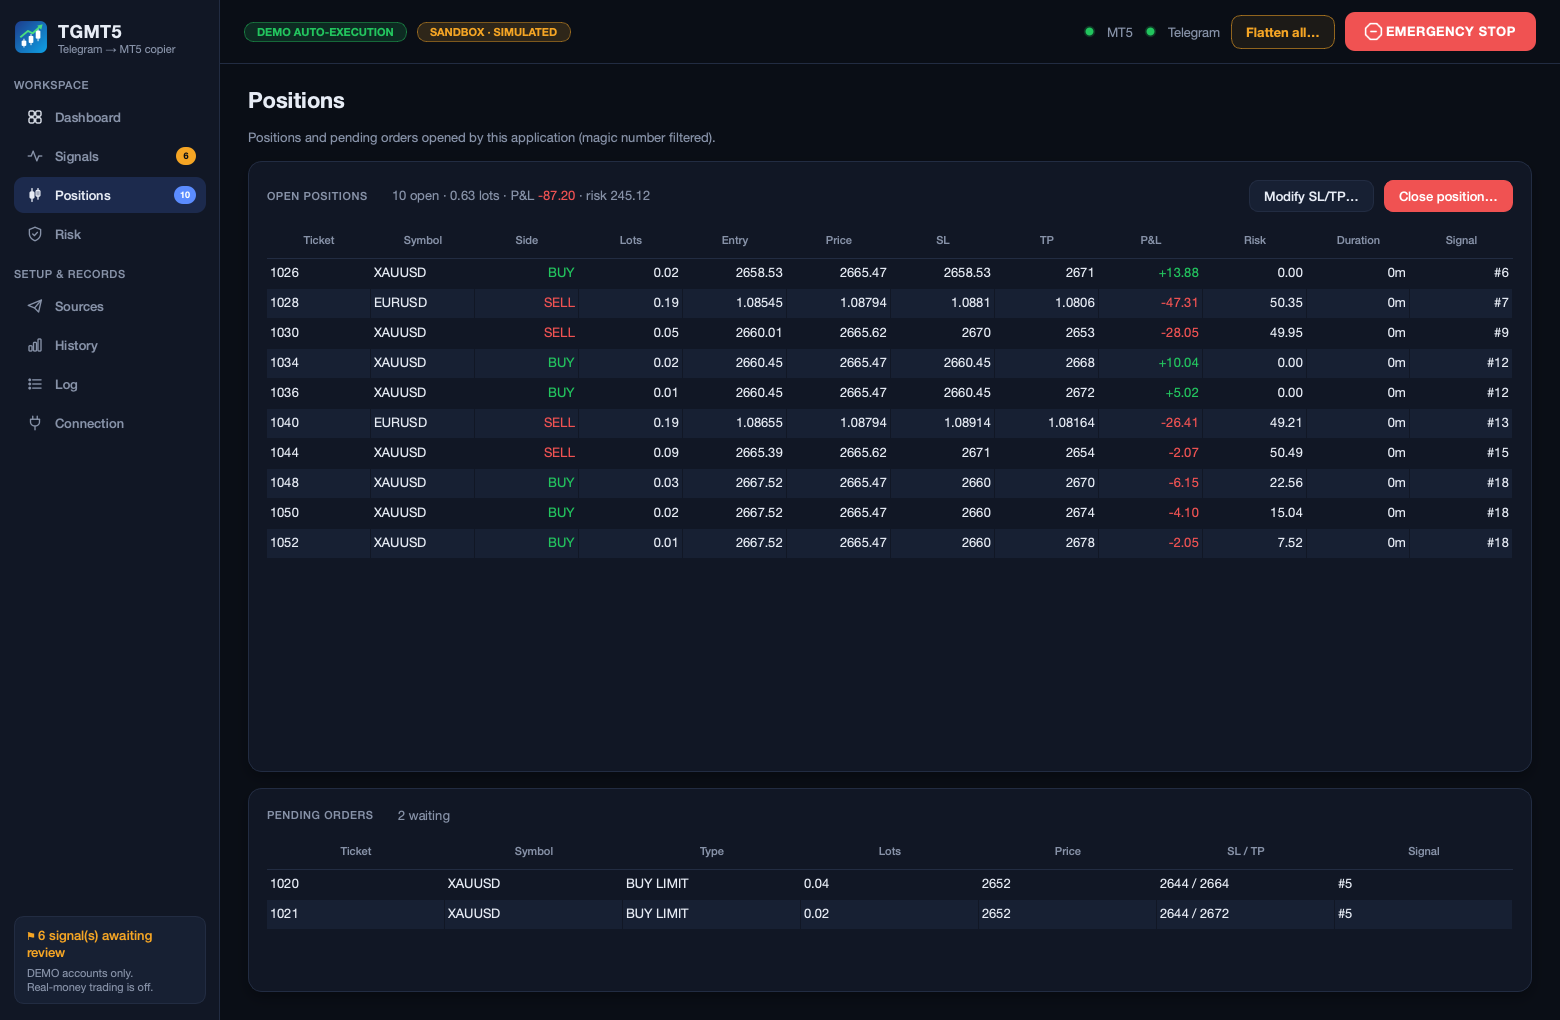 TGMT5
Telegram → MT5 copier
WORKSPACE
Dashboard
Signals 6
Positions 10
Risk
SETUP & RECORDS
Sources
History
Log
Connection
6 signal(s) awaiting
review
DEMO accounts only.
Real-money trading is off.
DEMO AUTO-EXECUTION SANDBOX · SIMULATED MT5 Telegram Flatten all... EMERGENCY STOP
Positions
Positions and pending orders opened by this application (magic number filtered).
OPEN POSITIONS 10 open · 0.63 lots · P&L -87.20 · risk 245.12 Modify SL/TP... Close position...
Ticket Symbol Side Lots Entry Price SL TP P&L Risk Duration Signal
1026 XAUUSD BUY 0.02 2658.53 2665.47 2658.53 2671 +13.88 0.00 0m #6
1028 EURUSD SELL 0.19 1.08545 1.08794 1.0881 1.0806 -47.31 50.35 0m #7
1030 XAUUSD SELL 0.05 2660.01 2665.62 2670 2653 -28.05 49.95 0m #9
1034 XAUUSD BUY 0.02 2660.45 2665.47 2660.45 2668 +10.04 0.00 0m #12
1036 XAUUSD BUY 0.01 2660.45 2665.47 2660.45 2672 +5.02 0.00 0m #12
1040 EURUSD SELL 0.19 1.08655 1.08794 1.08914 1.08164 -26.41 49.21 0m #13
1044 XAUUSD SELL 0.09 2665.39 2665.62 2671 2654 -2.07 50.49 0m #15
1048 XAUUSD BUY 0.03 2667.52 2665.47 2660 2670 -6.15 22.56 0m #18
1050 XAUUSD BUY 0.02 2667.52 2665.47 2660 2674 -4.10 15.04 0m #18
1052 XAUUSD BUY 0.01 2667.52 2665.47 2660 2678 -2.05 7.52 0m #18
PENDING ORDERS 2 waiting
Ticket Symbol Type Lots Price SL / TP Signal
1020 XAUUSD BUY LIMIT 0.04 2652 2644 / 2664 #5
1021 XAUUSD BUY LIMIT 0.02 2652 2644 / 2672 #5